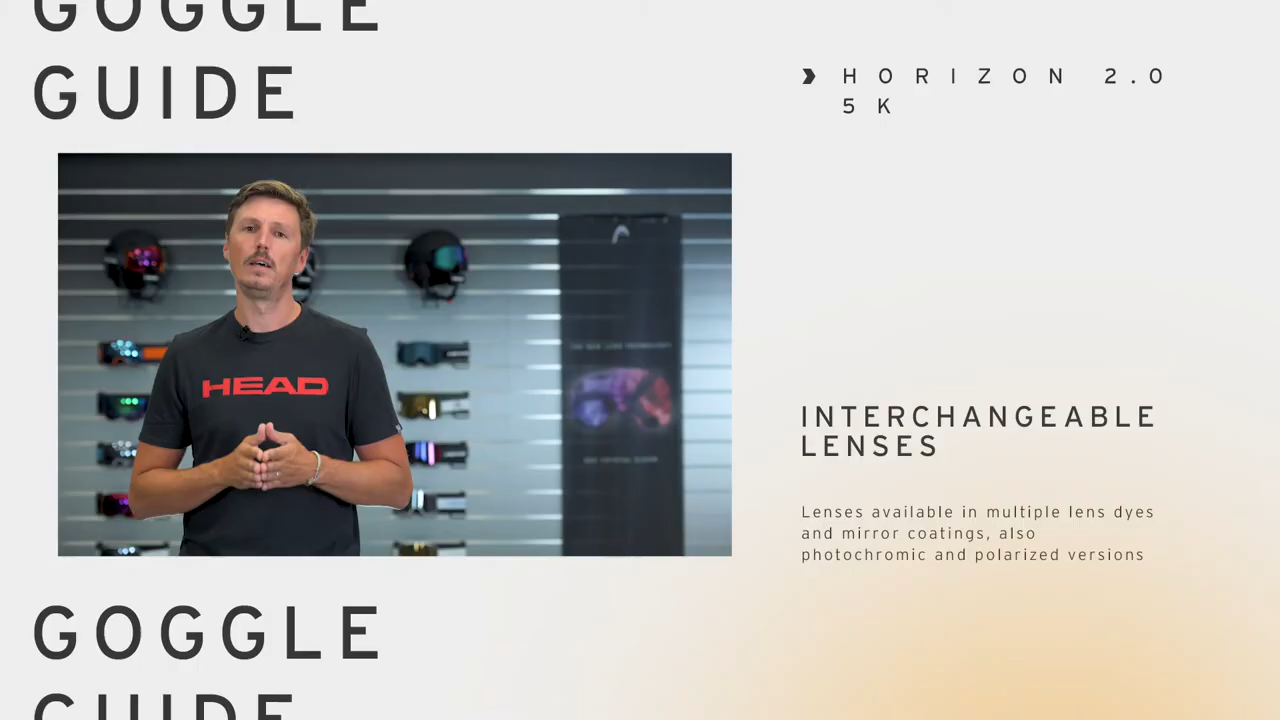 GOGGLE
GUIDE
HORIZON 2.0
5K
HEAD
INTERCHANGEABLE
LENSES
Lenses available in multiple lens dyes
and mirror coatings, also
photochromic and polarized versions
GOGGLE
GUIDE